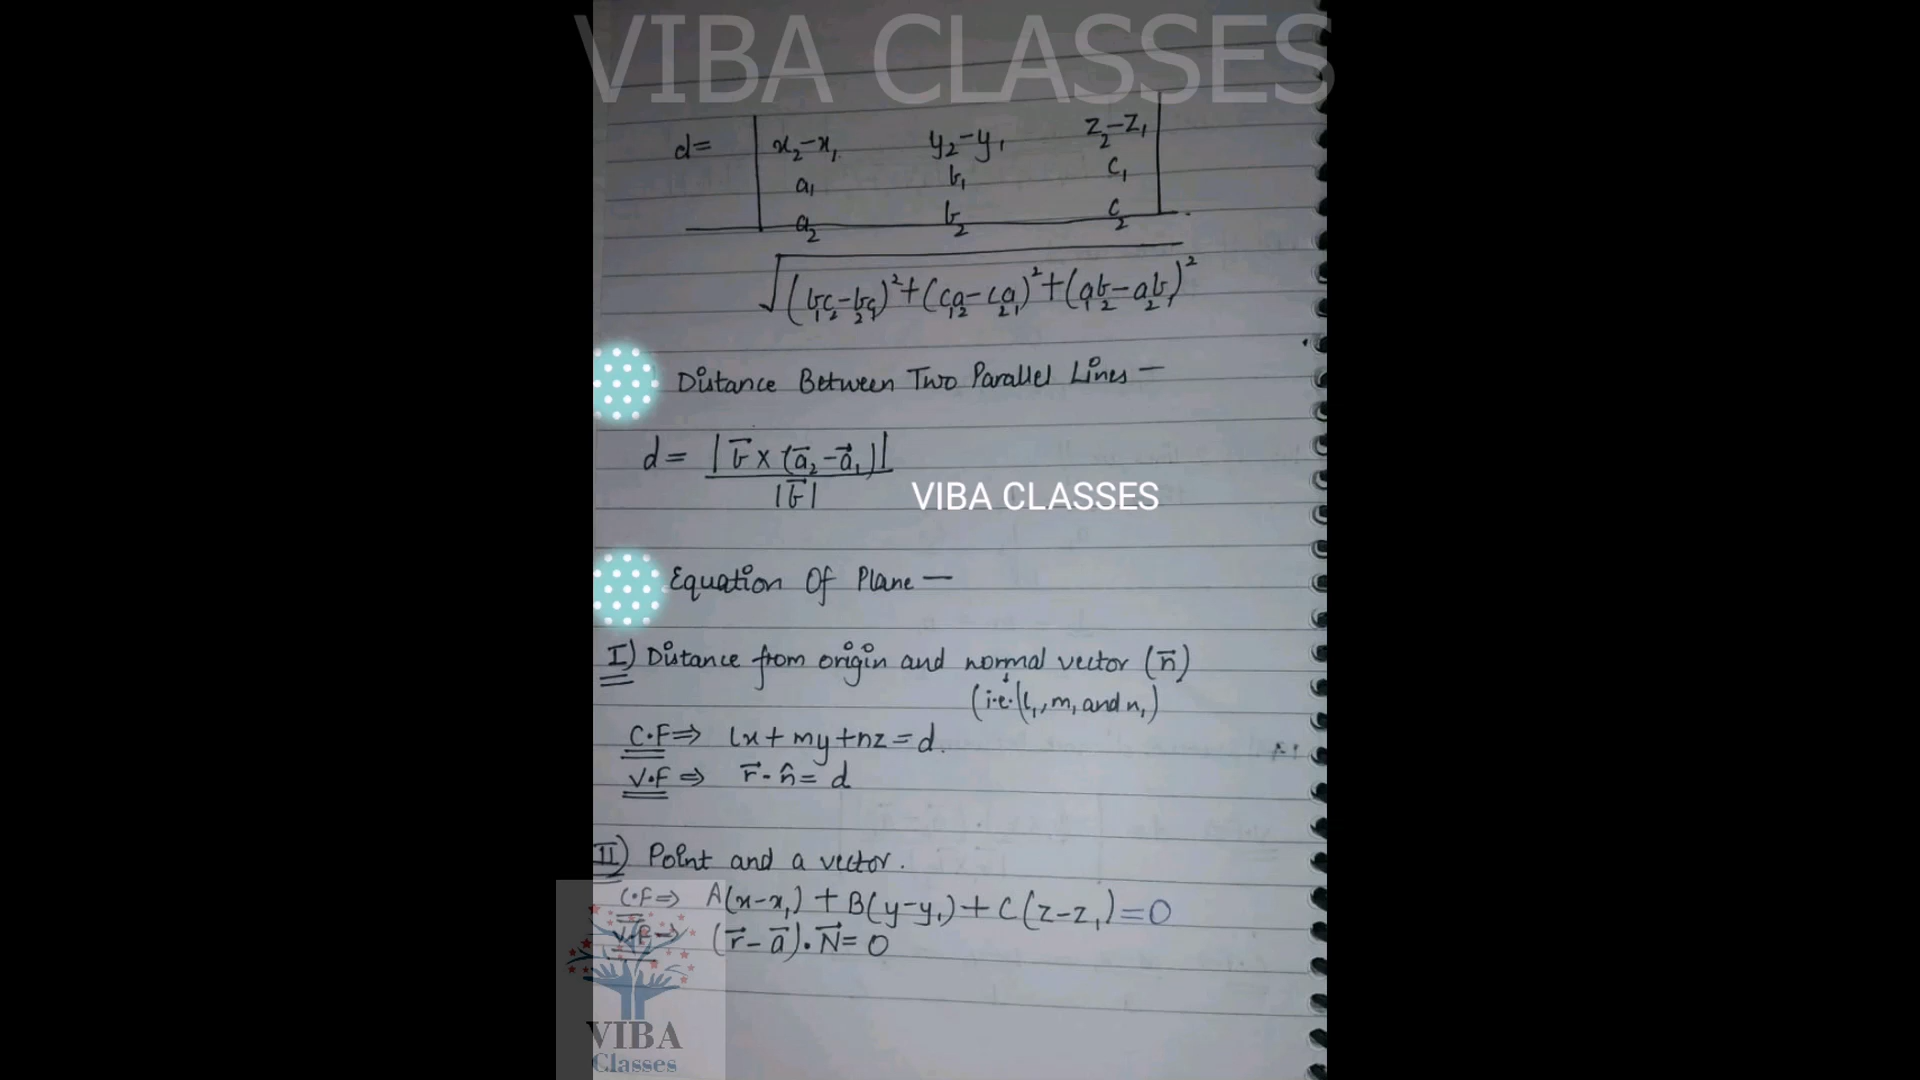 VIBA CLASSES
d= | x₂-x₁ y₂-y₁ z₂-z₁ |
a₁ b₁ c₁
a₂ b₂ c₂
√(b₁c₂-b₂c₁)²+(c₁a₂-c₂a₁)²+(a₁b₂-a₂b₁)²
Distance Between Two Parallel Lines —
d = |b⃗ × (a⃗₂-a⃗₁)|
|b⃗|
VIBA CLASSES
Equation Of Plane —
I) Distance from origin and normal vector (n⃗)
(i.e. (l₁, m₁ and n₁)
C.F ⇒ lx + my + nz = d.
V.F ⇒ r⃗ . n̂ = d
II) Point and a vector.
C.F ⇒ A(x-x₁) + B(y-y₁) + C(z-z₁) = 0
V.F ⇒ (r⃗ - a⃗) . N⃗ = 0
VIBA
Classes